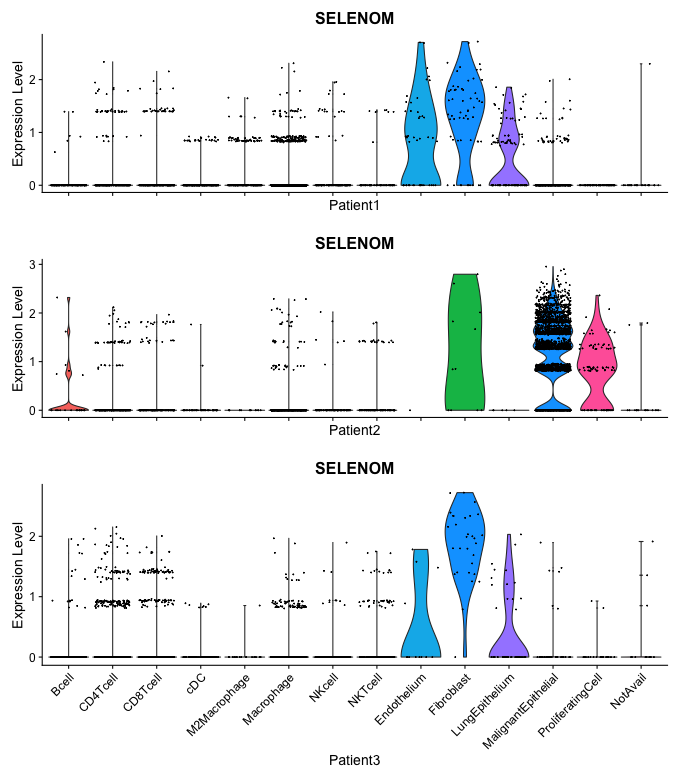 SELENOM
Expression Level
2
1
0
Patient1
SELENOM
Expression Level
3
2
1
0
Patient2
SELENOM
Expression Level
2
1
0
Bcell
CD4Tcell
CD8Tcell
cDC
M2Macrophage
Macrophage
NKcell
NKTcell
Endothelium
Fibroblast
LungEpithelium
MalignantEpithelial
ProliferatingCell
NotAvail
Patient3